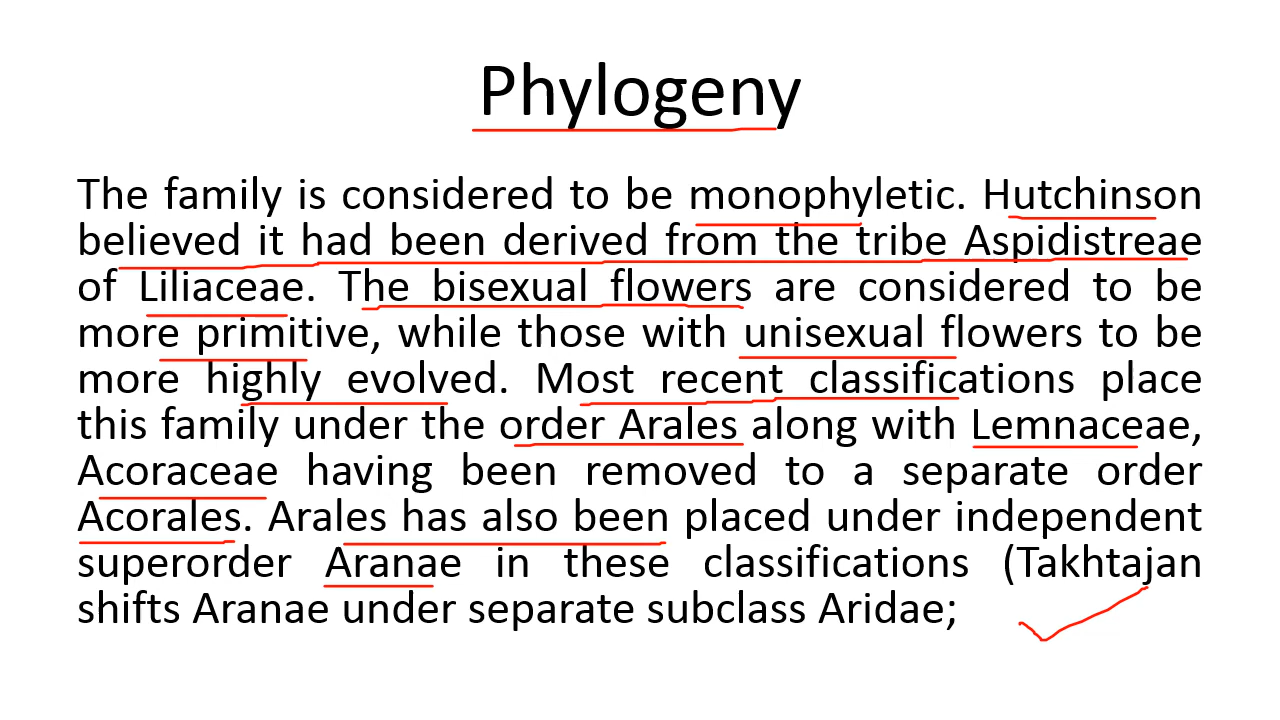 Phylogeny
The family is considered to be monophyletic. Hutchinson
believed it had been derived from the tribe Aspidistreae
of Liliaceae. The bisexual flowers are considered to be
more primitive, while those with unisexual flowers to be
more highly evolved. Most recent classifications place
this family under the order Arales along with Lemnaceae,
Acoraceae having been removed to a separate order
Acorales. Arales has also been placed under independent
superorder Aranae in these classifications (Takhtajan
shifts Aranae under separate subclass Aridae;